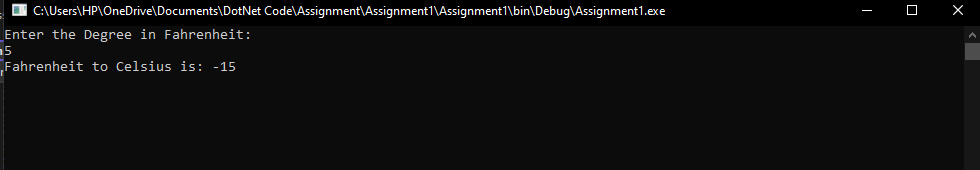 C:\Users\HP\OneDrive\Documents\DotNet Code\Assignment\Assignment1\Assignment1\bin\Debug\Assignment1.exe
Enter the Degree in Fahrenheit:
5
Fahrenheit to Celsius is: -15